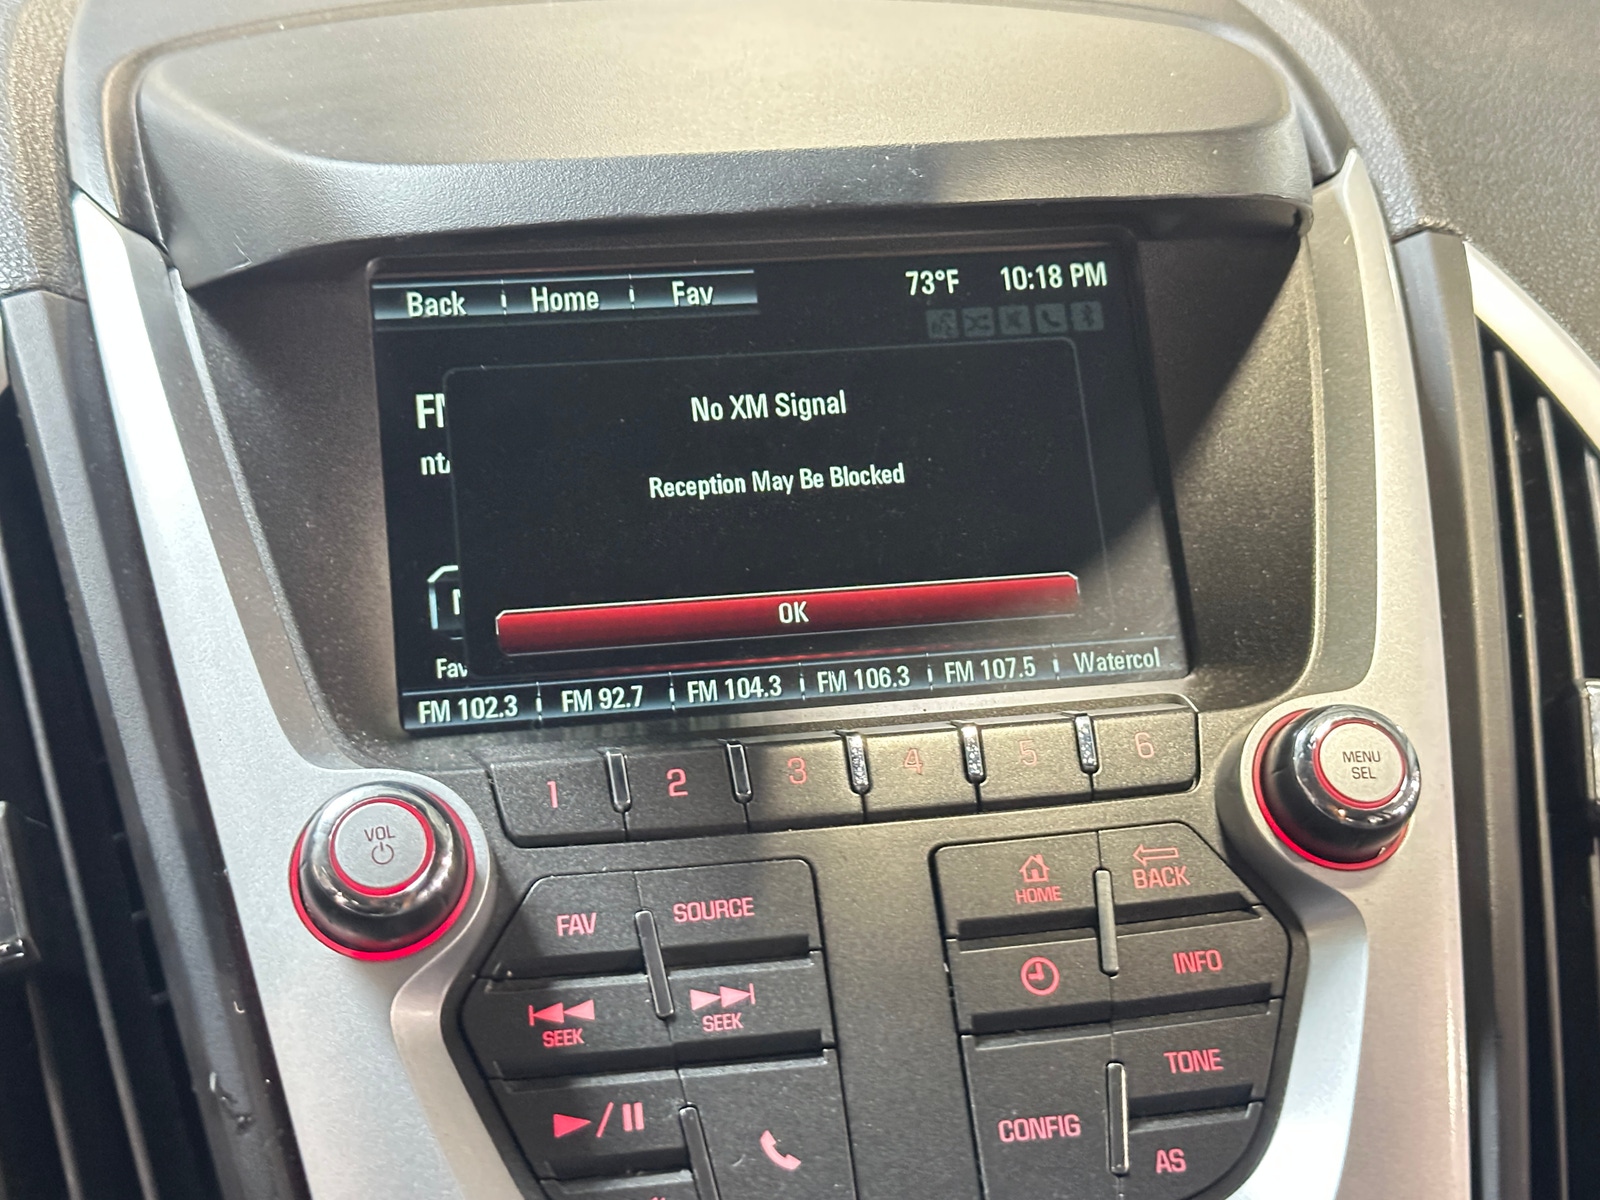 Back Home Fav 73°F 10:18 PM
No XM Signal
nt
Reception May Be Blocked
OK
Fav
FM 102.3 FM 92.7 FM 104.3 FM 106.3 FM 107.5 Watercol
1 2 3 4 5 6
VOL
MENU
SEL
FAV SOURCE
HOME BACK
SEEK SEEK
INFO
TONE
CONFIG
AS